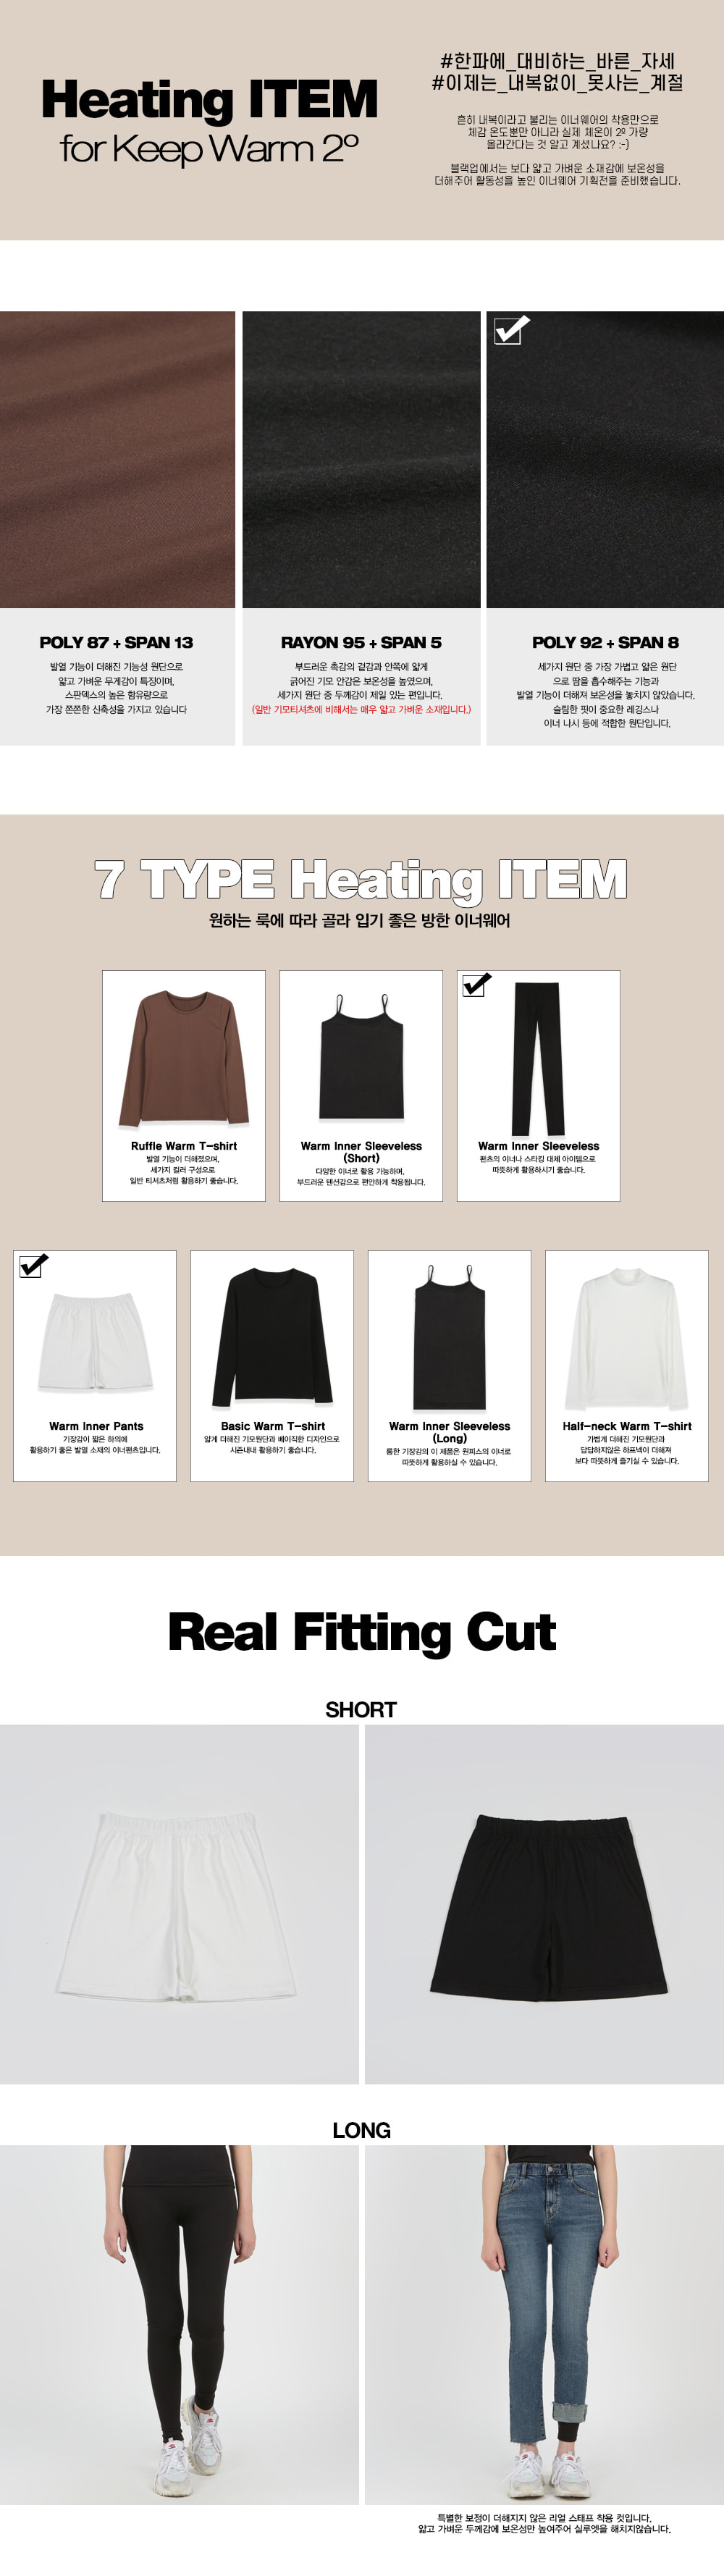 Heating ITEM
for Keep Warm 2º
#한파에_대비하는_바른_자세
#이제는_내복없이_못사는_계절
흔히 내복이라고 불리는 이너웨어의 착용만으로
체감 온도뿐만 아니라 실제 체온이 2º 가량
올라간다는 것 알고 계셨나요? :-)
블랙업에서는 보다 얇고 가벼운 소재감에 보온성을
더해주어 활동성을 높인 이너웨어 기획전을 준비했습니다.
POLY 87 + SPAN 13
발열 기능이 더해진 기능성 원단으로
얇고 가벼운 무게감이 특징이며,
스판덱스의 높은 함유량으로
가장 쫀쫀한 신축성을 가지고 있습니다
RAYON 95 + SPAN 5
부드러운 촉감의 겉감과 안쪽에 얇게
긁어진 기모 안감은 보온성을 높였으며,
세가지 원단 중 두께감이 제일 있는 편입니다.
(일반 기모티셔츠에 비해서는 매우 얇고 가벼운 소재입니다.)
POLY 92 + SPAN 8
세가지 원단 중 가장 가볍고 얇은 원단
으로 땀을 흡수해주는 기능과
발열 기능이 더해져 보온성을 놓치지 않았습니다.
슬림한 핏이 중요한 레깅스나
이너 나시 등에 적합한 원단입니다.
7 TYPE Heating ITEM
원하는 룩에 따라 골라 입기 좋은 방한 이너웨어
Ruffle Warm T-shirt
발열 기능이 더해졌으며,
세가지 컬러 구성으로
일반 티셔츠처럼 활용하기 좋습니다.
Warm Inner Sleeveless
(Short)
다양한 이너로 활용 가능하며,
부드러운 텐션감으로 편안하게 착용됩니다.
Warm Inner Sleeveless
팬츠의 이너나 스타킹 대체 아이템으로
따뜻하게 활용하시기 좋습니다.
Warm Inner Pants
기장감이 짧은 하의에
활용하기 좋은 발열 소재의 이너팬츠입니다.
Basic Warm T-shirt
얇게 더해진 기모원단과 베이직한 디자인으로
시즌내내 활용하기 좋습니다.
Warm Inner Sleeveless
(Long)
롱한 기장감의 이 제품은 원피스의 이너로
따뜻하게 활용하실 수 있습니다.
Half-neck Warm T-shirt
가볍게 더해진 기모원단과
답답하지않은 하프넥이 더해져
보다 따뜻하게 즐기실 수 있습니다.
Real Fitting Cut
SHORT
LONG
특별한 보정이 더해지지 않은 리얼 스태프 착용 컷입니다.
얇고 가벼운 두께감에 보온성만 높여주어 실루엣을 해치지않습니다.